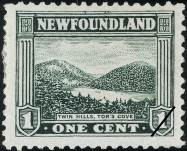 NEWFOUNDLAND
TWIN HILLS, TOR'S COVE
1 ONE CENT 1